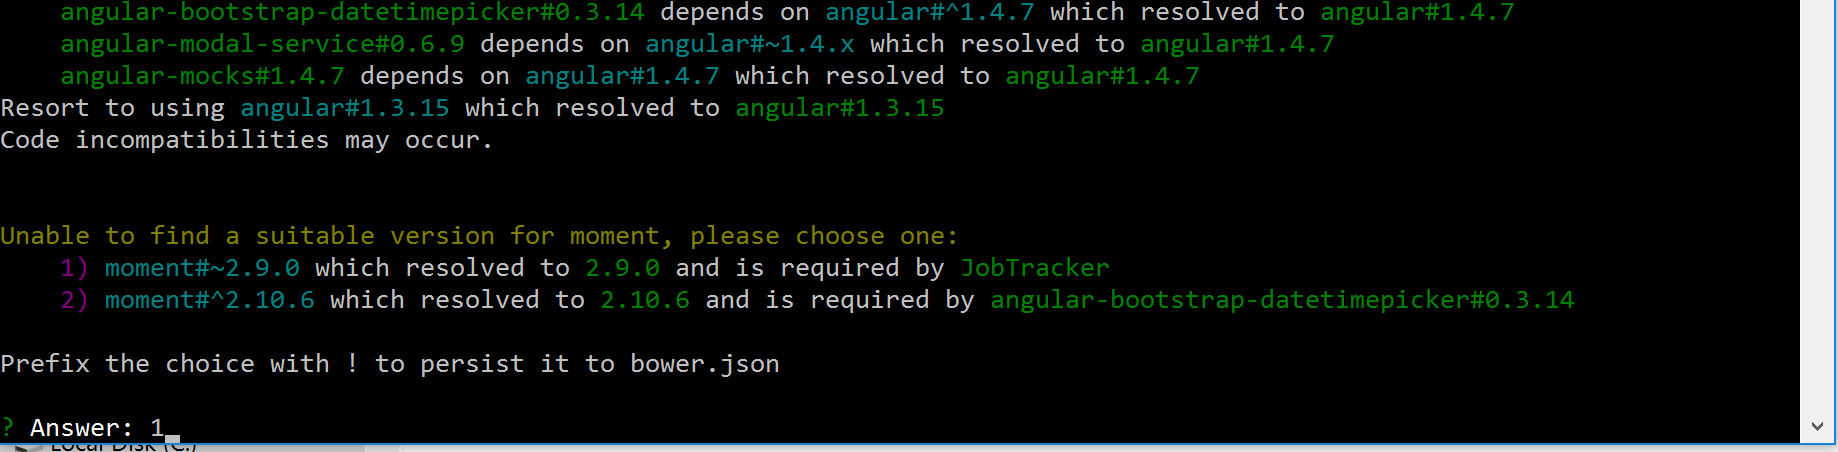 angular-bootstrap-datetimepicker#0.3.14 depends on angular#^1.4.7 which resolved to angular#1.4.7
angular-modal-service#0.6.9 depends on angular#~1.4.x which resolved to angular#1.4.7
angular-mocks#1.4.7 depends on angular#1.4.7 which resolved to angular#1.4.7
Resort to using angular#1.3.15 which resolved to angular#1.3.15
Code incompatibilities may occur.
Unable to find a suitable version for moment, please choose one:
1) moment#~2.9.0 which resolved to 2.9.0 and is required by JobTracker
2) moment#^2.10.6 which resolved to 2.10.6 and is required by angular-bootstrap-datetimepicker#0.3.14
Prefix the choice with ! to persist it to bower.json
? Answer: 1
Local Disk (C:)